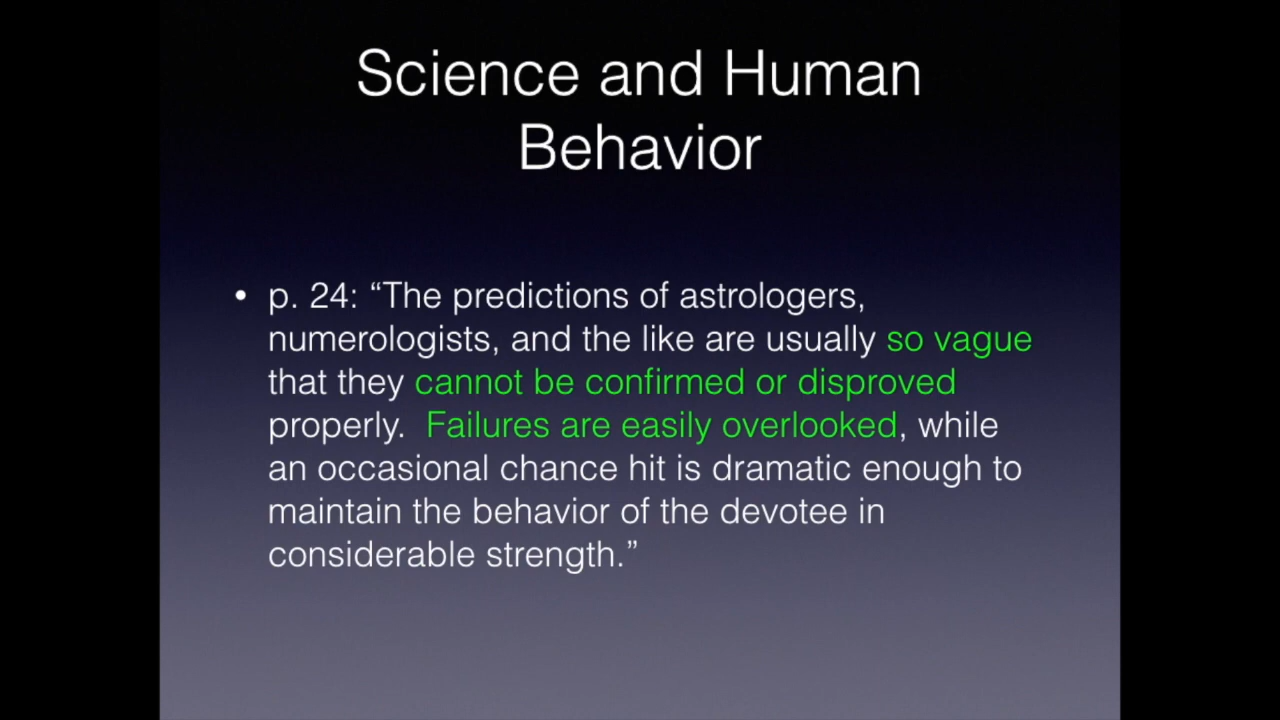 Science and Human
Behavior
• p. 24: “The predictions of astrologers,
numerologists, and the like are usually so vague
that they cannot be confirmed or disproved
properly.  Failures are easily overlooked, while
an occasional chance hit is dramatic enough to
maintain the behavior of the devotee in
considerable strength.”